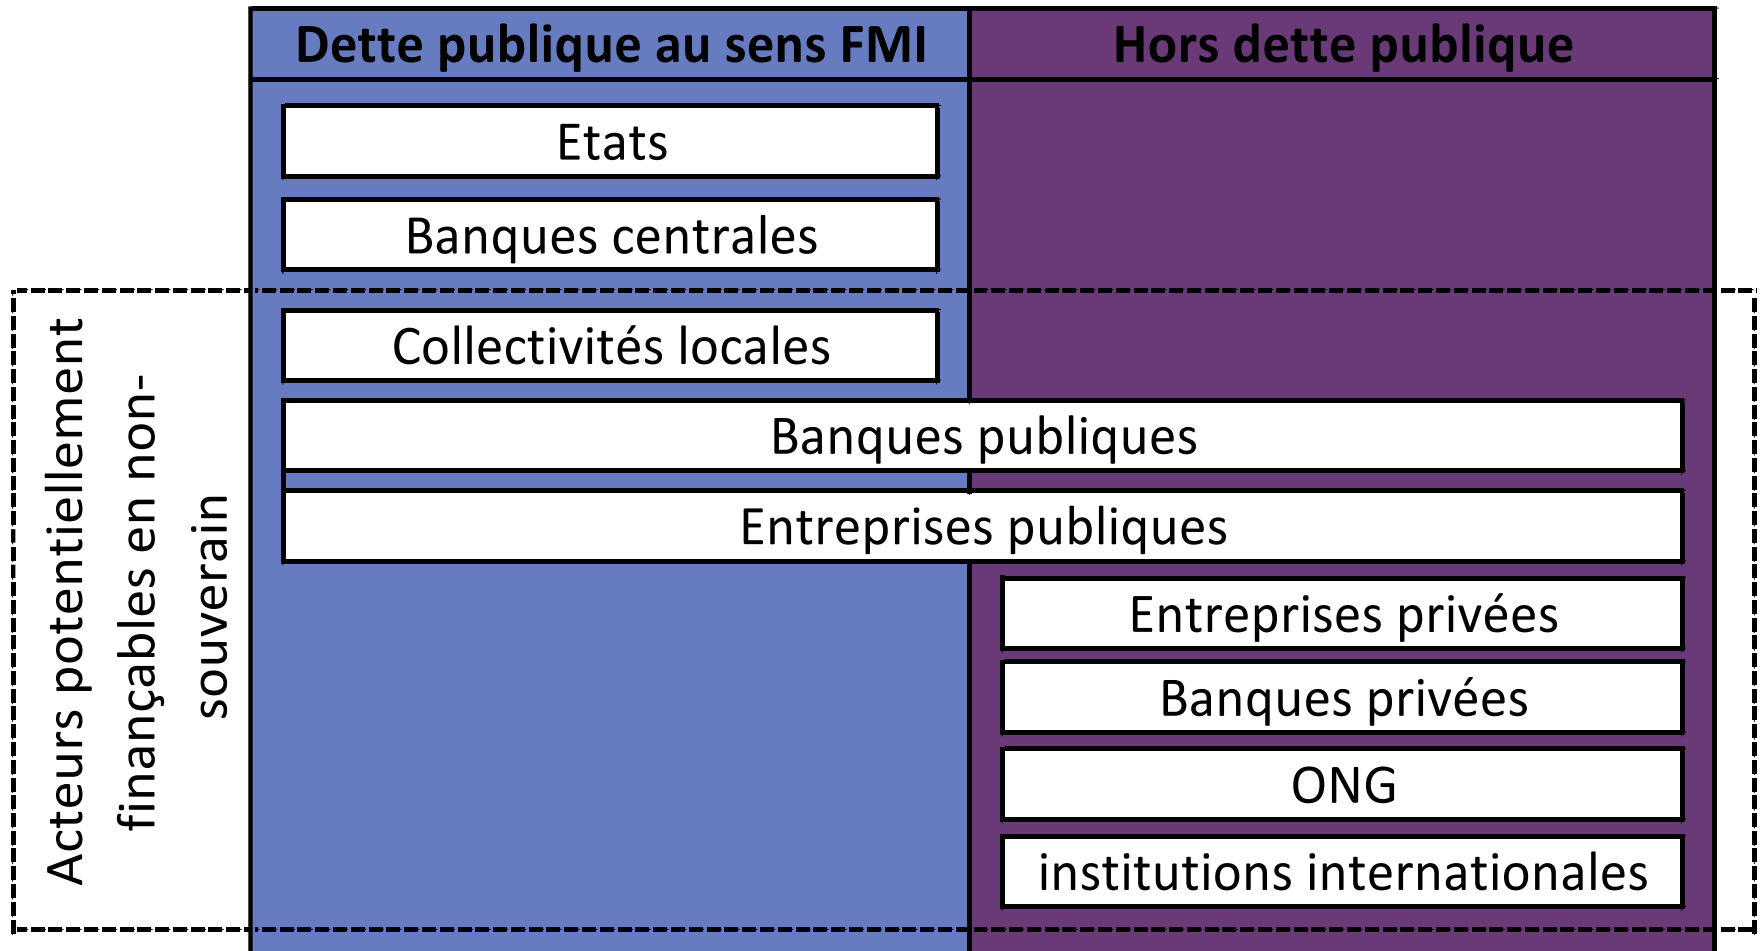 Dette publique au sens FMI
Hors dette publique
Etats
Banques centrales
Acteurs potentiellement
finançables en non-
souverain
Collectivités locales
Banques publiques
Entreprises publiques
Entreprises privées
Banques privées
ONG
institutions internationales